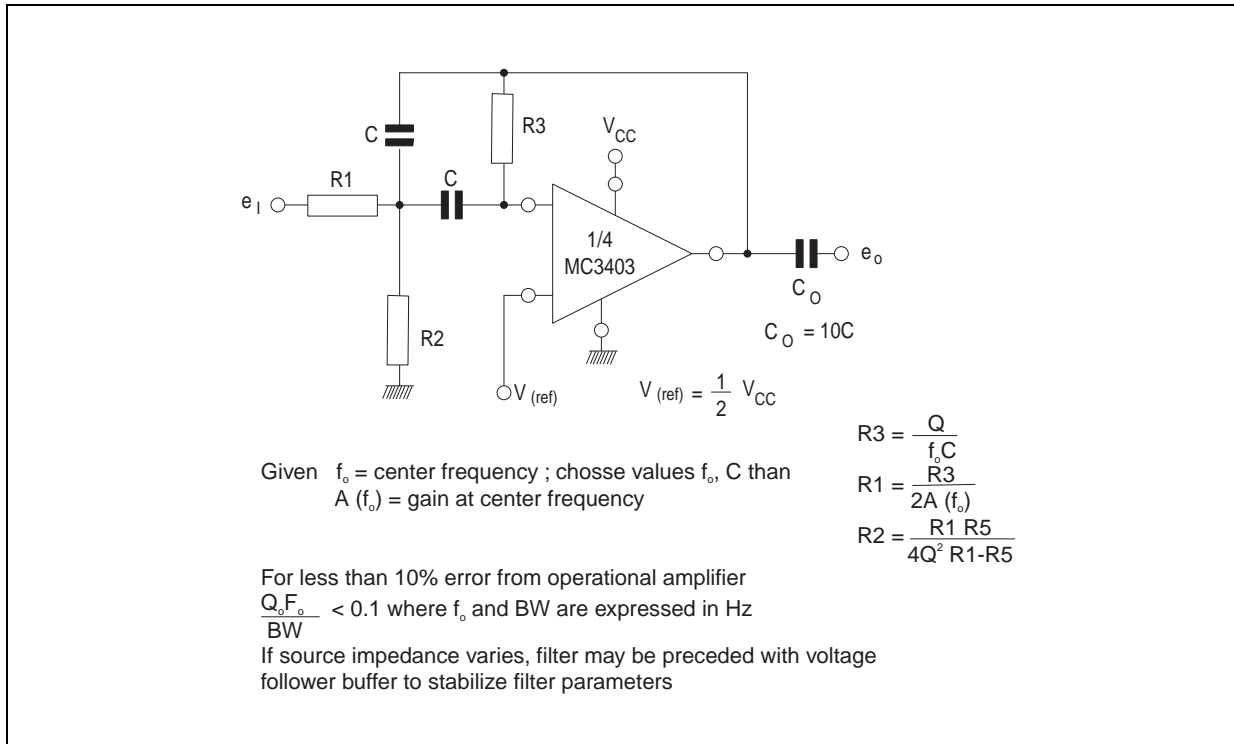 C
R3
V CC
R1
C
e I
1/4
MC3403
e o
C O
C O = 10C
R2
V (ref)
V (ref) = 1/2 V CC
R3 = Q / f o C
Given f o = center frequency ; chosse values f o , C than
A (f o ) = gain at center frequency
R1 = R3 / 2A (f o )
R2 = R1 R5 / 4Q² R1-R5
For less than 10% error from operational amplifier
Q o F o / BW < 0.1 where f o and BW are expressed in Hz
If source impedance varies, filter may be preceded with voltage
follower buffer to stabilize filter parameters